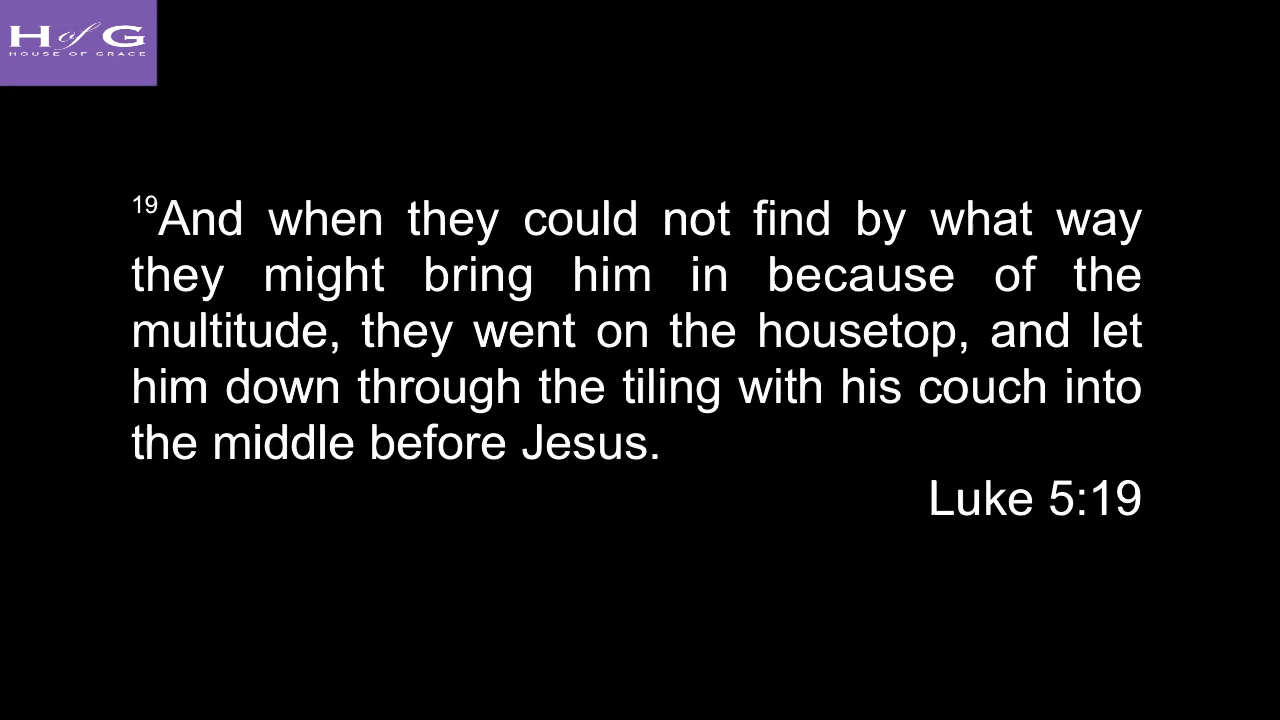 H of G
HOUSE OF GRACE
19And when they could not find by what way
they might bring him in because of the
multitude, they went on the housetop, and let
him down through the tiling with his couch into
the middle before Jesus.
Luke 5:19